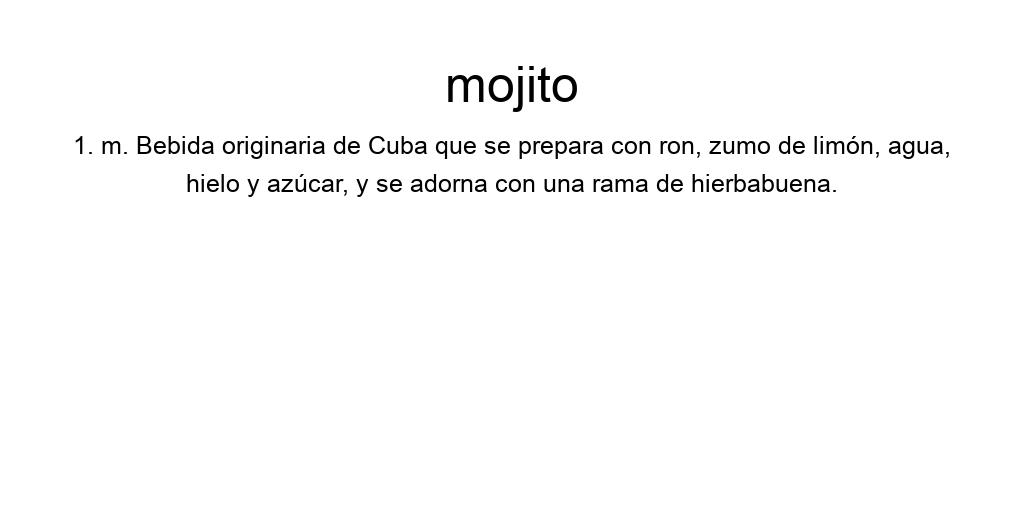 mojito
1. m. Bebida originaria de Cuba que se prepara con ron, zumo de limón, agua,
hielo y azúcar, y se adorna con una rama de hierbabuena.